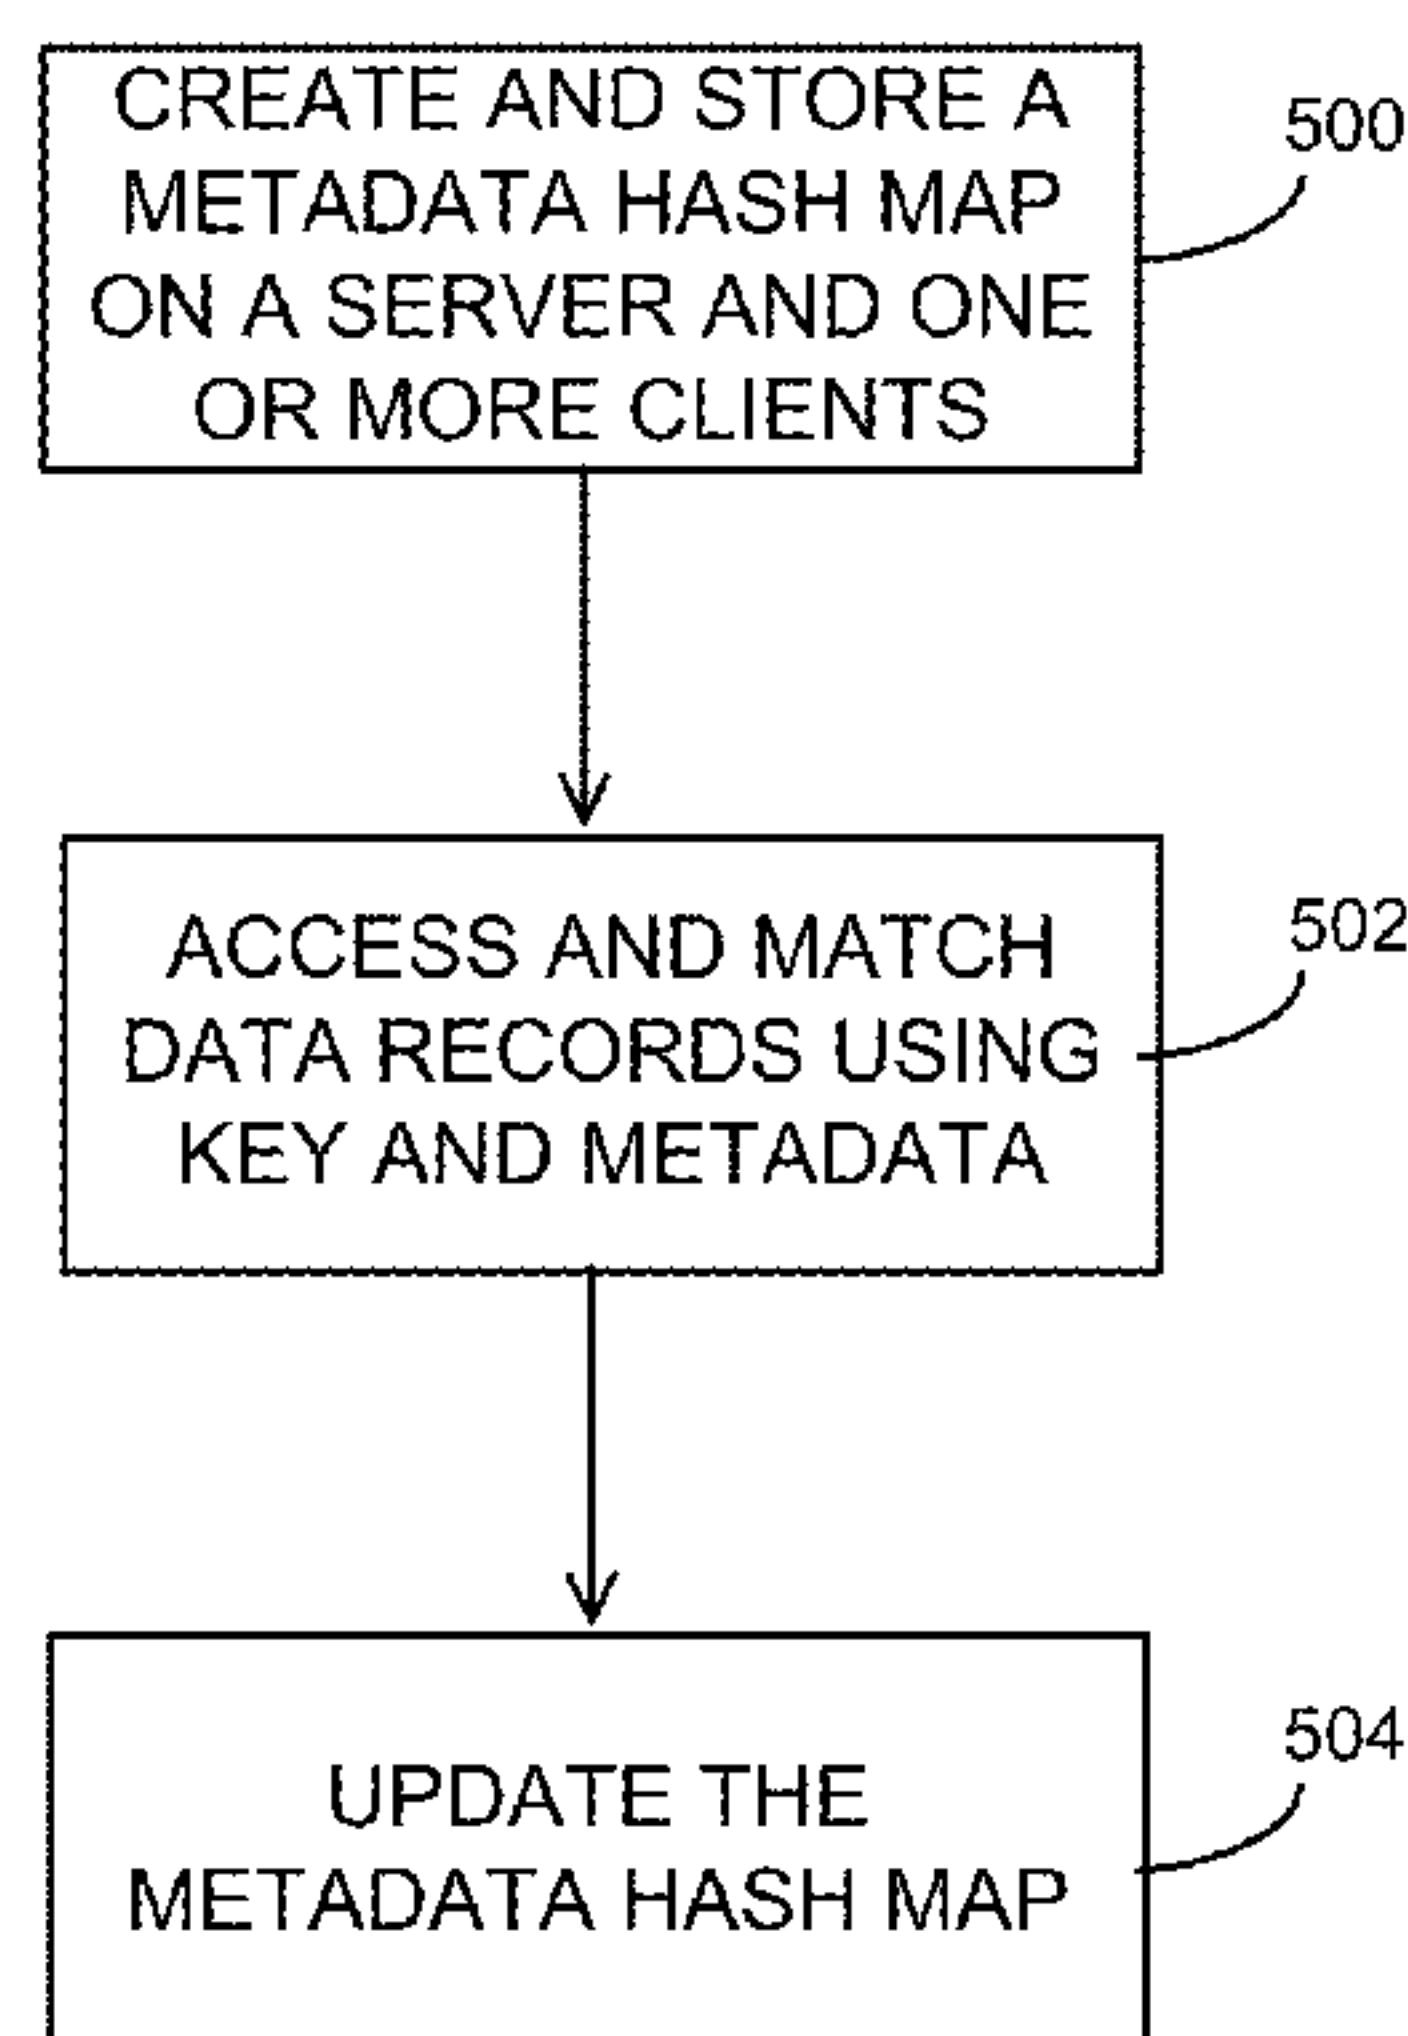 CREATE AND STORE A
METADATA HASH MAP
ON A SERVER AND ONE
OR MORE CLIENTS
500
ACCESS AND MATCH
DATA RECORDS USING
KEY AND METADATA
502
UPDATE THE
METADATA HASH MAP
504